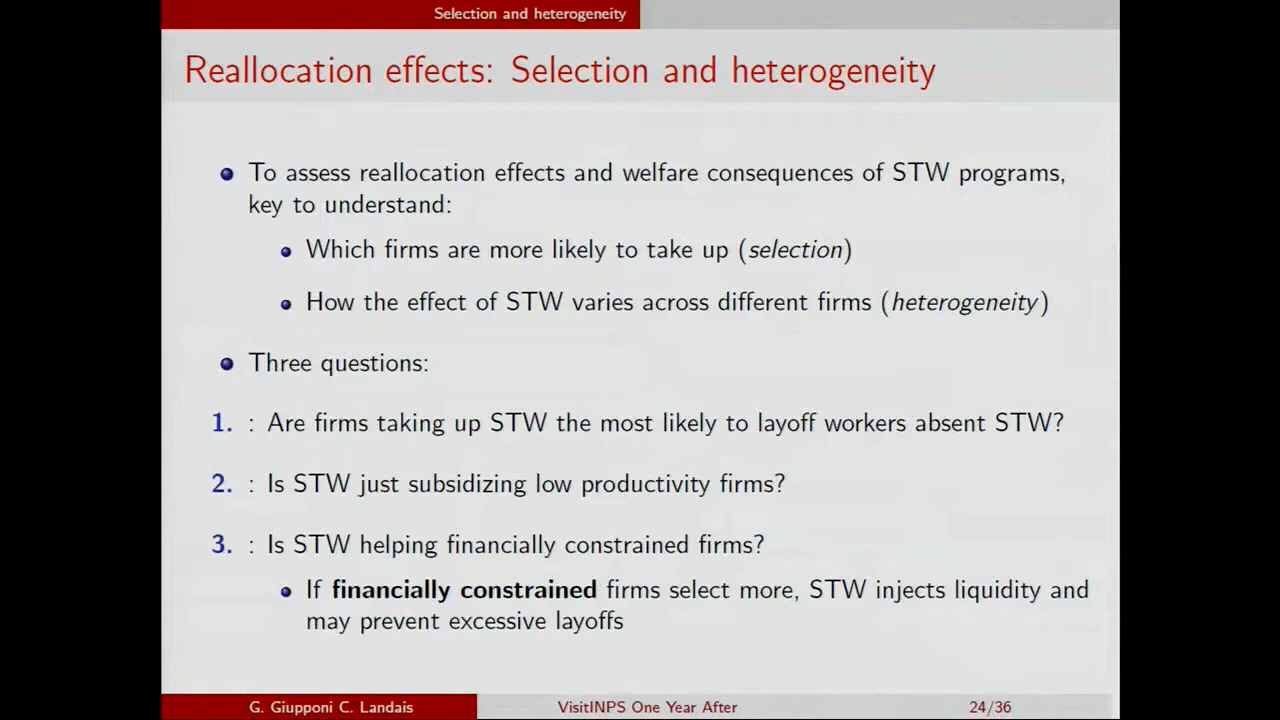 Selection and heterogeneity
Reallocation effects: Selection and heterogeneity
To assess reallocation effects and welfare consequences of STW programs,
key to understand:
Which firms are more likely to take up (selection)
How the effect of STW varies across different firms (heterogeneity)
Three questions:
1. : Are firms taking up STW the most likely to layoff workers absent STW?
2. : Is STW just subsidizing low productivity firms?
3. : Is STW helping financially constrained firms?
If financially constrained firms select more, STW injects liquidity and
may prevent excessive layoffs
G. Giupponi C. Landais VisitINPS One Year After 24/36